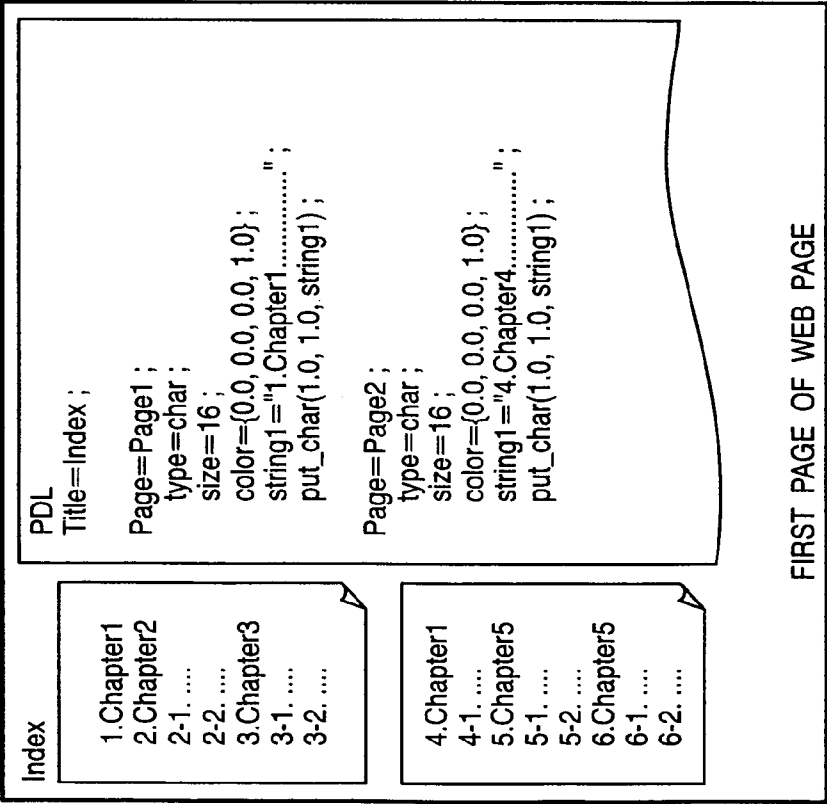 Index
1.Chapter1
2.Chapter2
2-1. ....
2-2. ....
3.Chapter3
3-1. ....
3-2. ....
4.Chapter1
4-1. ....
5.Chapter5
5-1. ....
5-2. ....
6.Chapter5
6-1. ....
6-2. ....
PDL
Title=Index ;
Page=Page1 ;
type=char ;
size=16 ;
color={0.0, 0.0, 0.0, 1.0} ;
string1="1.Chapter1..............." ;
put_char(1.0, 1.0, string1) ;
Page=Page2 ;
type=char ;
size=16 ;
color={0.0, 0.0, 0.0, 1.0} ;
string1="4.Chapter4..............." ;
put_char(1.0, 1.0, string1) ;
FIRST PAGE OF WEB PAGE